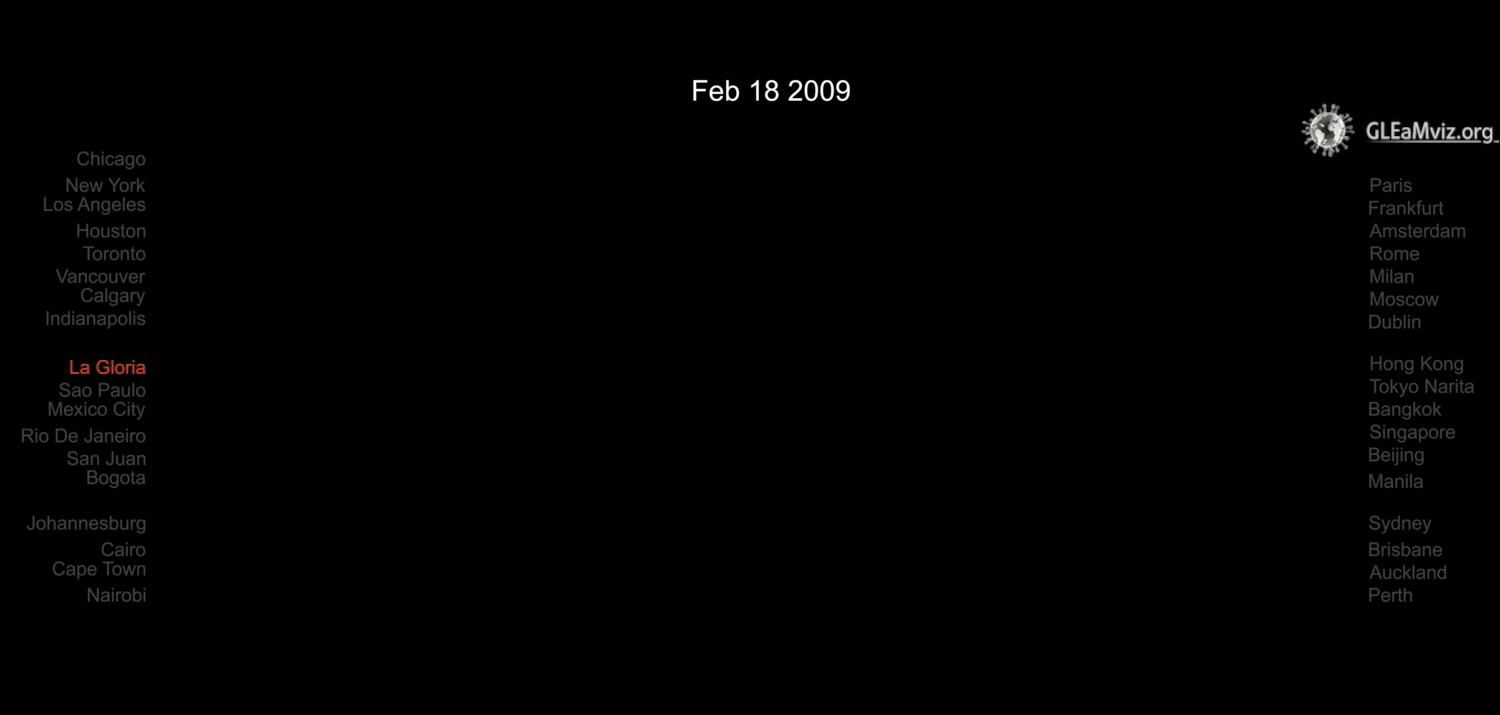 Feb 18 2009
GLEaMviz.org
Chicago
New York
Los Angeles
Houston
Toronto
Vancouver
Calgary
Indianapolis
La Gloria
Sao Paulo
Mexico City
Rio De Janeiro
San Juan
Bogota
Johannesburg
Cairo
Cape Town
Nairobi
Paris
Frankfurt
Amsterdam
Rome
Milan
Moscow
Dublin
Hong Kong
Tokyo Narita
Bangkok
Singapore
Beijing
Manila
Sydney
Brisbane
Auckland
Perth